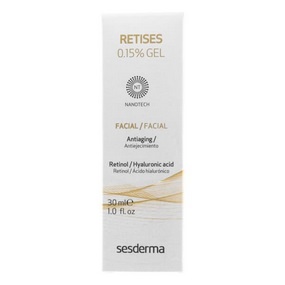 RETISES
0.15% GEL
NT
NANOTECH
FACIAL / FACIAL
Antiaging /
Antiejecimiento
Retinol / Hyaluronic acid
Retinol / Ácido hialurónico
30 ml ℮
1.0 fl. oz
sesderma